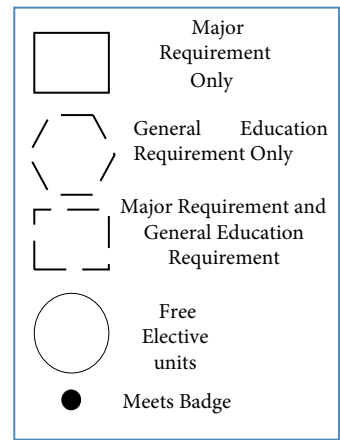 Major
Requirement
Only
General Education
Requirement Only
Major Requirement and
General Education
Requirement
Free
Elective
units
Meets Badge